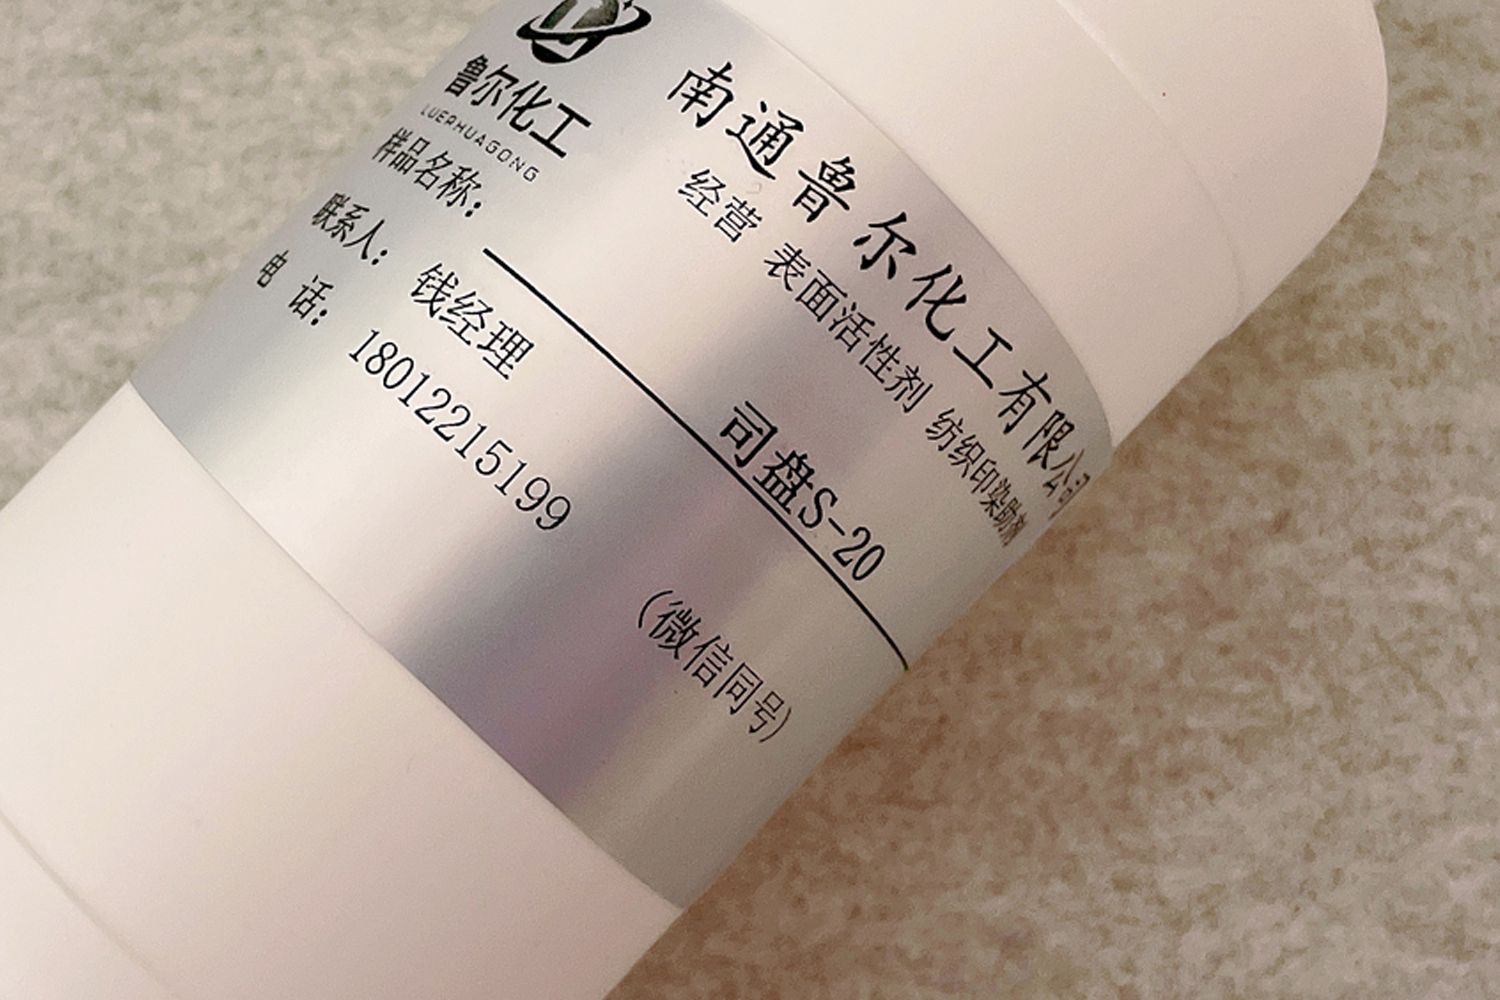 鲁尔化工
LUERHUAGONG
南通鲁尔化工有限公司
经营 表面活性剂 纺织印染助剂
样品名称：
司盘S-20
联系人：钱经理
电 话：18012215199
（微信同号）